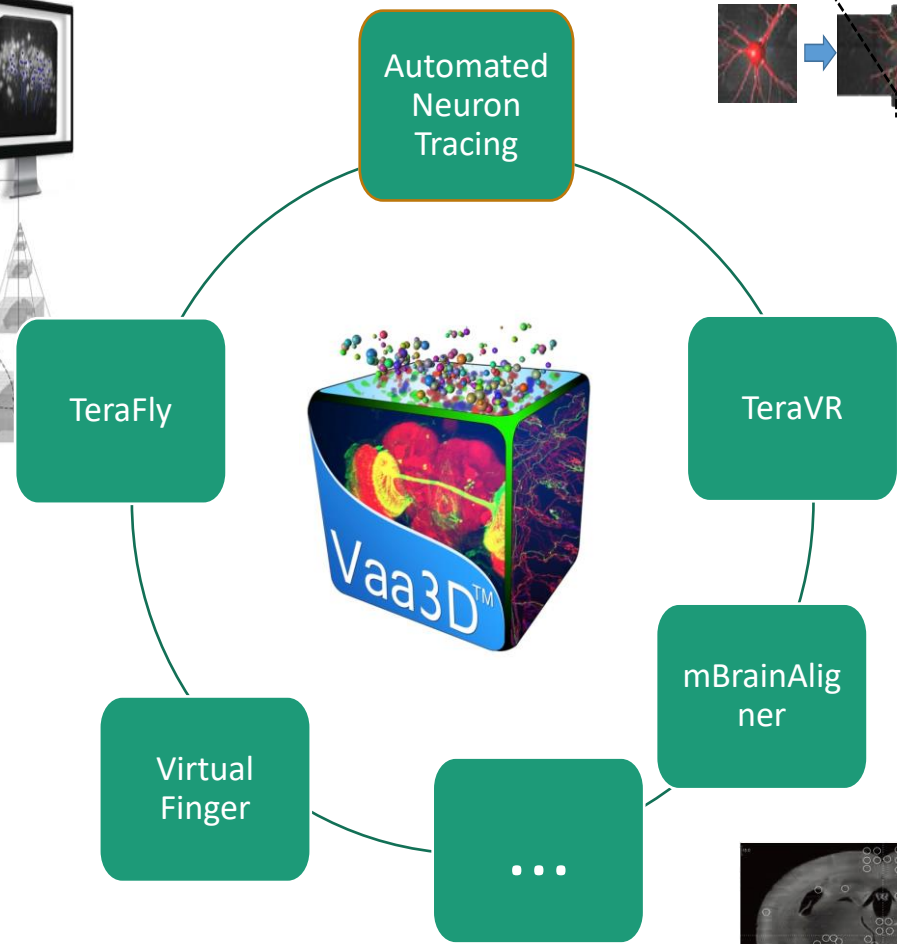 Automated
Neuron
Tracing
TeraFly
TeraVR
Vaa3D™
mBrainAlig
ner
Virtual
Finger
...